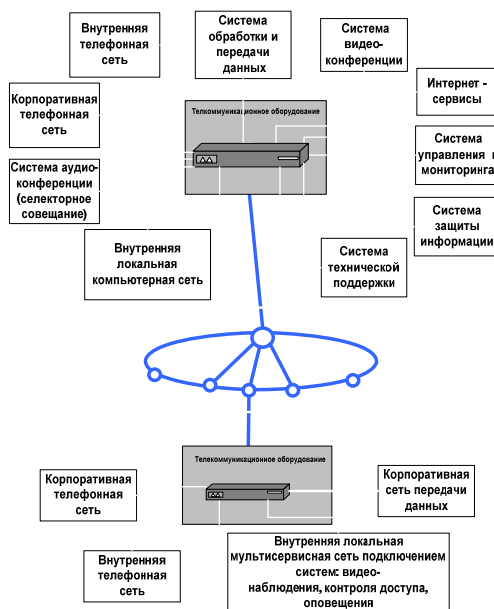 Внутренняя
телефонная
сеть
Система
обработки и
передачи
данных
Система
видео-
конференции
Интернет -
сервисы
Корпоративная
телефонная
сеть
Телкоммуникационное оборудование
Система
управления и
мониторинга
Система аудио-
конференции
(селекторное
совещание)
Система
защиты
информации
Внутренняя
локальная
компьютерная сеть
Система
технической
поддержки
Телекоммуникационное оборудование
Корпоративная
телефонная
сеть
Корпоративная
сеть передачи
данных
Внутренняя
телефонная
сеть
Внутренняя локальная
мультисервисная сеть подключением
систем: видео-
наблюдения, контроля доступа,
оповещения